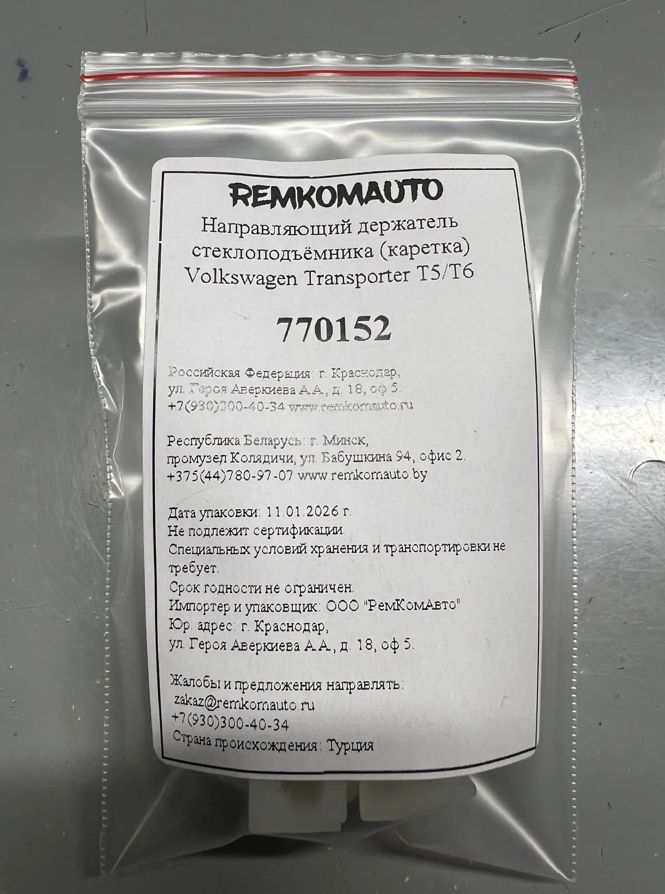 REMKOMAUTO
Направляющий держатель
стеклоподъёмника (каретка)
Volkswagen Transporter T5/T6
770152
Российская Федерация: г. Краснодар,
ул. Героя Аверкиева А.А., д. 18, оф 5.
+7(930)300-40-34 www.remkomauto.ru
Республика Беларусь: г. Минск,
промузел Колядичи, ул. Бабушкина 94, офис 2.
+375(44)780-97-07 www.remkomauto.by
Дата упаковки: 11.01.2026 г.
Не подлежит сертификации.
Специальных условий хранения и транспортировки не
требует.
Срок годности не ограничен.
Импортер и упаковщик: ООО "РемКомАвто"
Юр. адрес: г. Краснодар,
ул. Героя Аверкиева А.А., д. 18, оф 5.
Жалобы и предложения направлять:
zakaz@remkomauto.ru
+7(930)300-40-34
Страна происхождения: Турция